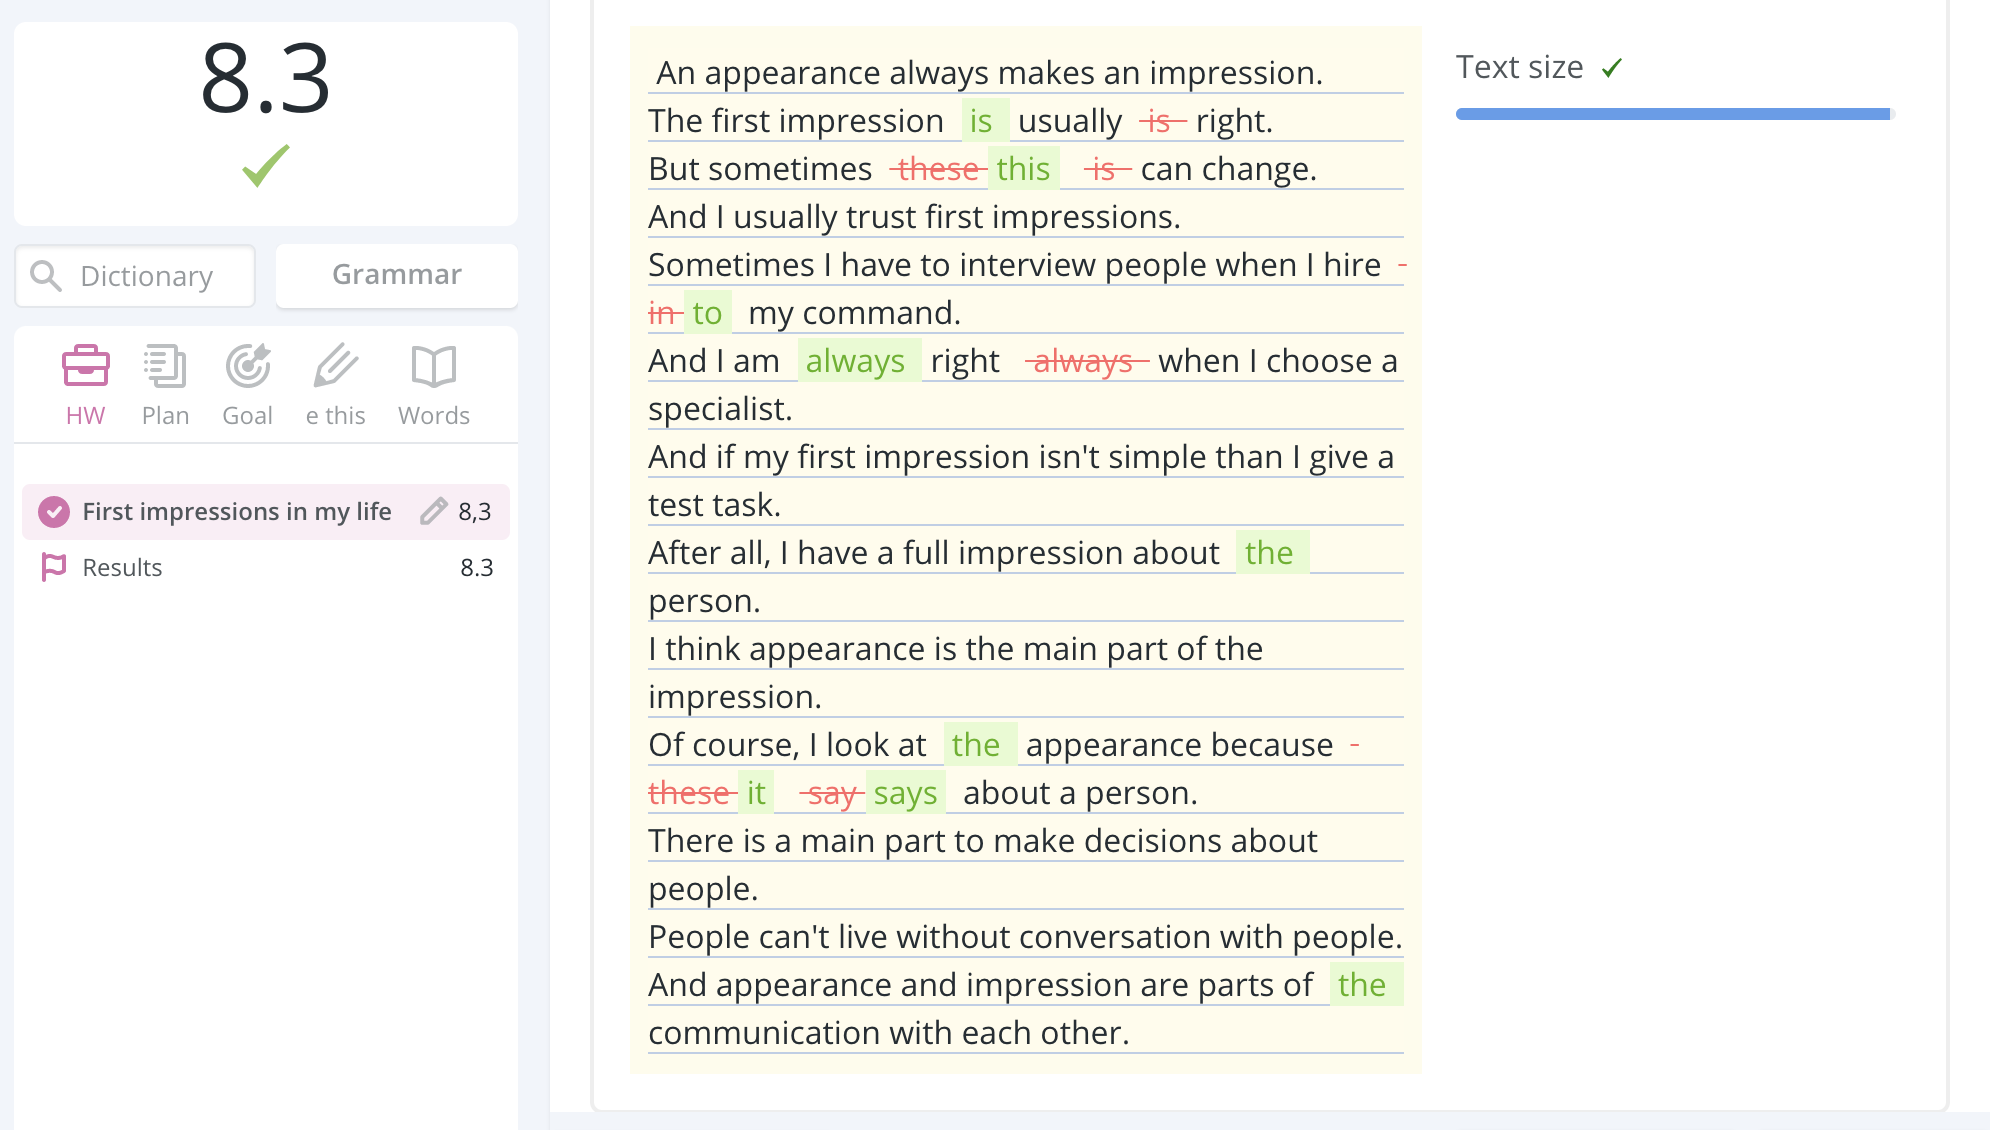 8.3
Dictionary
Grammar
HW
Plan
Goal
e this
Words
First impressions in my life 8,3
Results 8.3
An appearance always makes an impression.
The first impression is usually is right.
But sometimes these this is can change.
And I usually trust first impressions.
Sometimes I have to interview people when I hire
in to my command.
And I am always right always when I choose a
specialist.
And if my first impression isn't simple than I give a
test task.
After all, I have a full impression about the
person.
I think appearance is the main part of the
impression.
Of course, I look at the appearance because
these it say says about a person.
There is a main part to make decisions about
people.
People can't live without conversation with people.
And appearance and impression are parts of the
communication with each other.
Text size